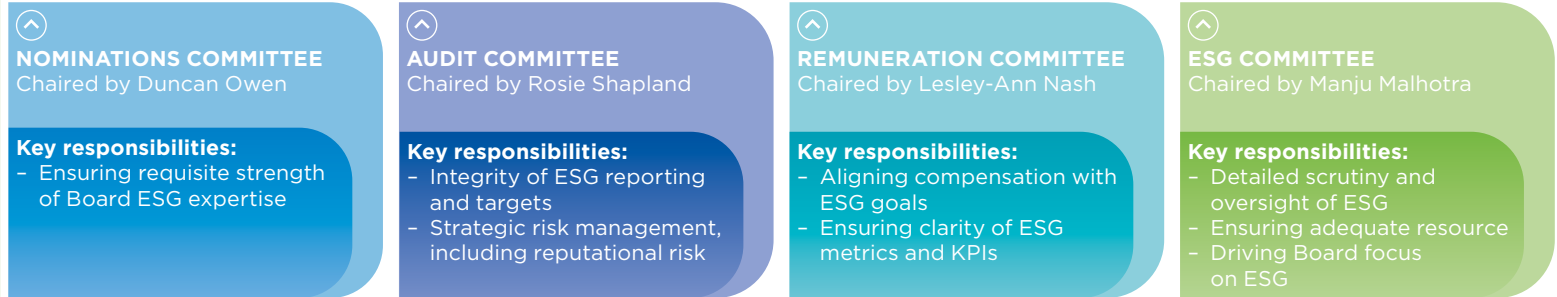 NOMINATIONS COMMITTEE
Chaired by Duncan Owen
Key responsibilities:
– Ensuring requisite strength
of Board ESG expertise
AUDIT COMMITTEE
Chaired by Rosie Shapland
Key responsibilities:
– Integrity of ESG reporting
and targets
– Strategic risk management,
including reputational risk
REMUNERATION COMMITTEE
Chaired by Lesley-Ann Nash
Key responsibilities:
– Aligning compensation with
ESG goals
– Ensuring clarity of ESG
metrics and KPIs
ESG COMMITTEE
Chaired by Manju Malhotra
Key responsibilities:
– Detailed scrutiny and
oversight of ESG
– Ensuring adequate resource
– Driving Board focus
on ESG